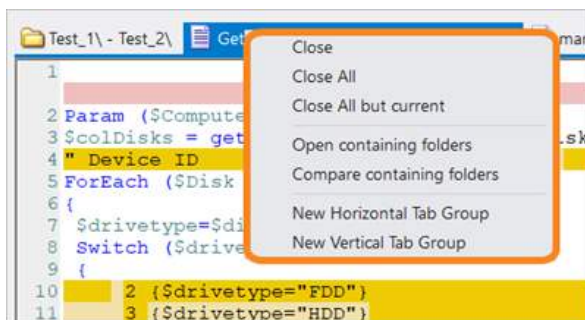 Test_1\ - Test_2\ Get
Close
Close All
Close All but current
Open containing folders
Compare containing folders
New Horizontal Tab Group
New Vertical Tab Group
1
2 Param ($Compute
3 $colDisks = get
4 " Device ID
5 ForEach ($Disk
6 {
7 $drivetype=$di
8 Switch ($drive
9 {
10 2 {$drivetype="FDD"}
11 3 {$drivetype="HDD"}